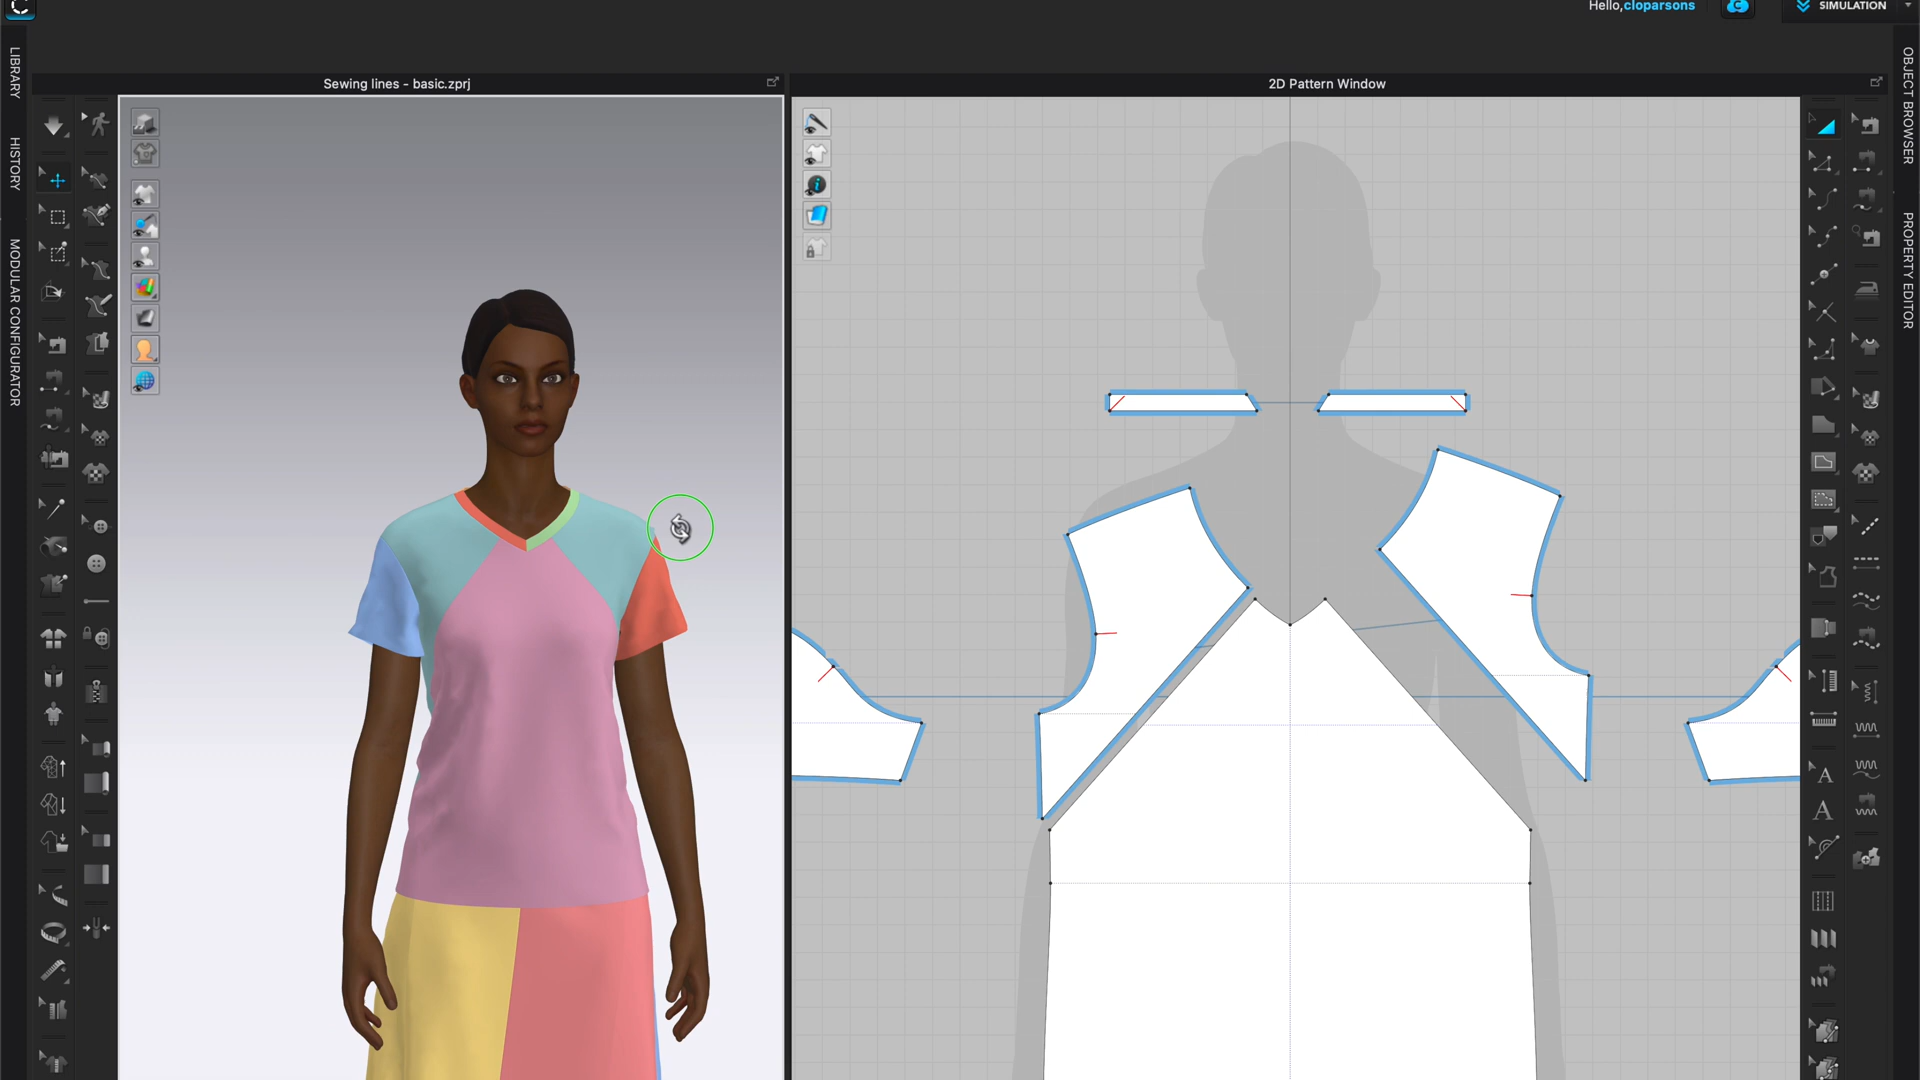 Hello,cloparsons
SIMULATION
Sewing lines - basic.zprj
2D Pattern Window
LIBRARY
HISTORY
MODULAR CONFIGURATOR
OBJECT BROWSER
PROPERTY EDITOR
A
A